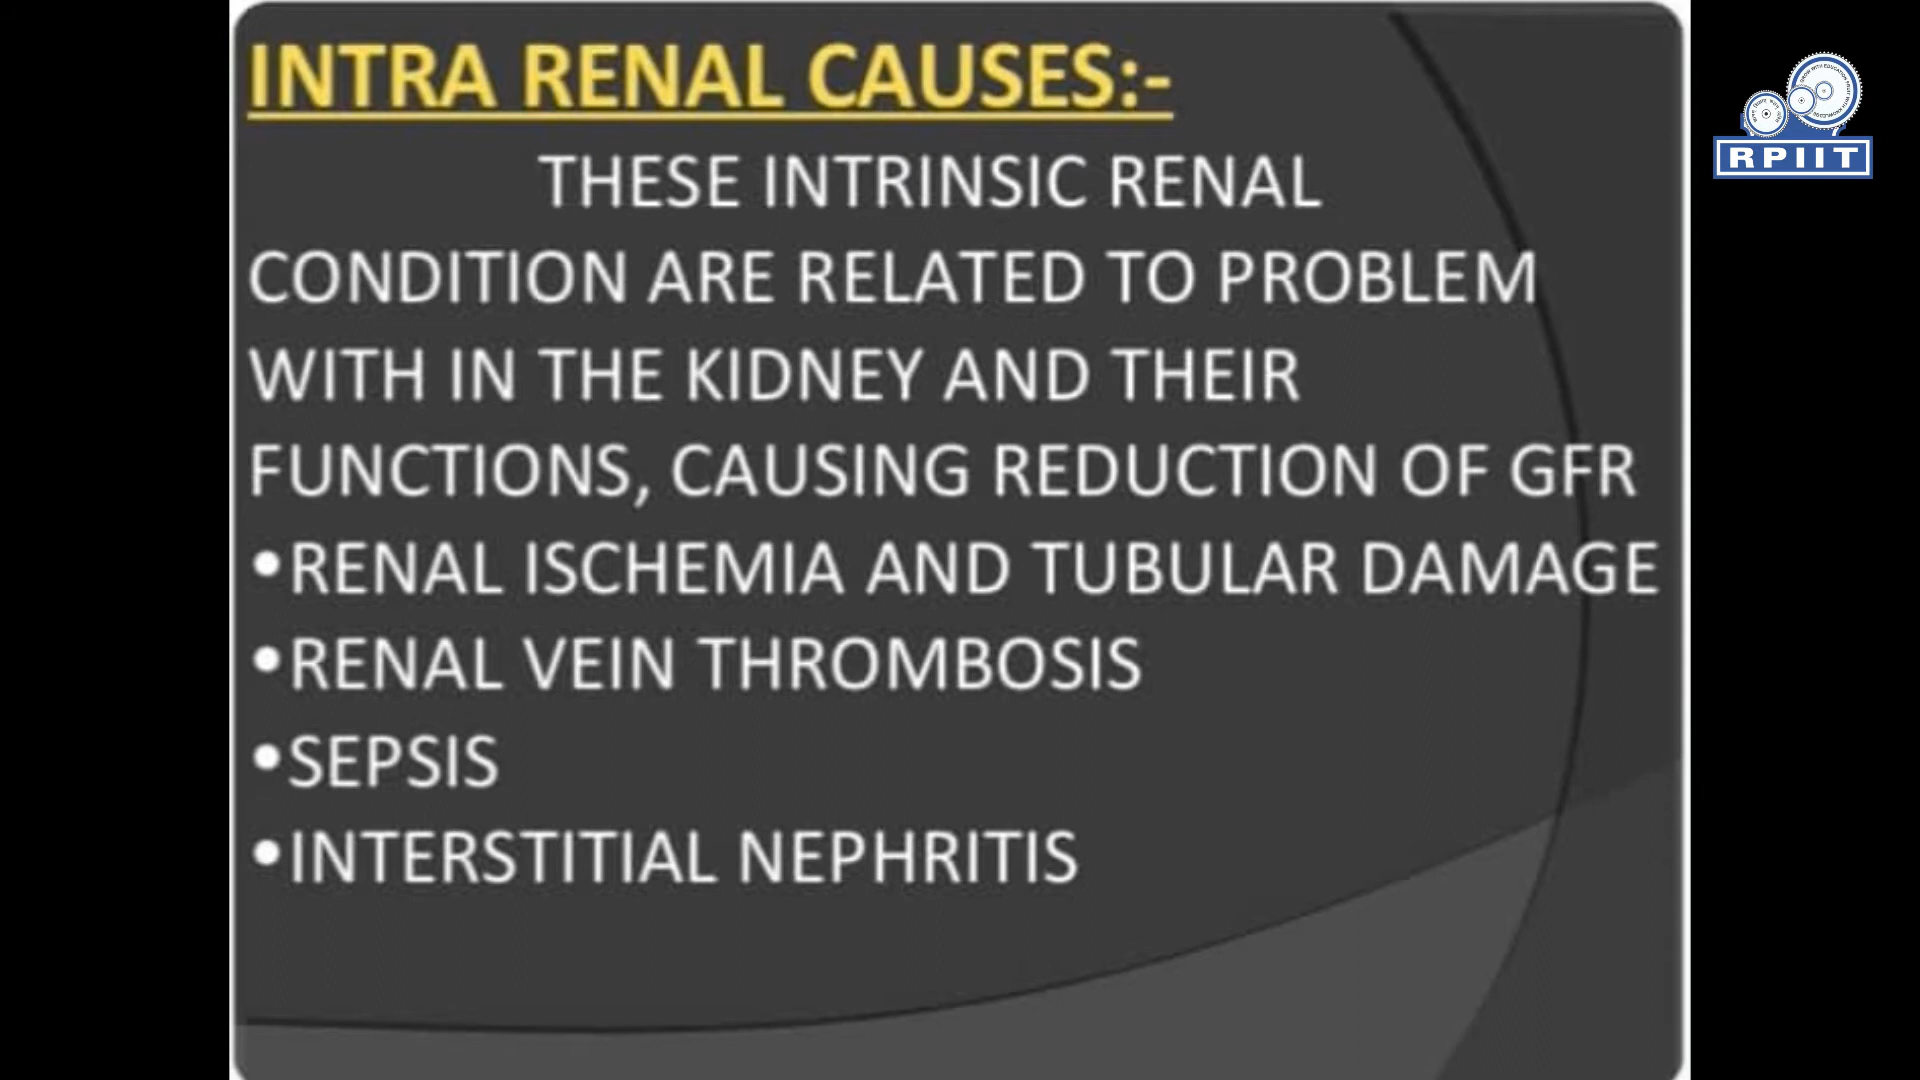 INTRA RENAL CAUSES:-
THESE INTRINSIC RENAL
CONDITION ARE RELATED TO PROBLEM
WITH IN THE KIDNEY AND THEIR
FUNCTIONS, CAUSING REDUCTION OF GFR
•RENAL ISCHEMIA AND TUBULAR DAMAGE
•RENAL VEIN THROMBOSIS
•SEPSIS
•INTERSTITIAL NEPHRITIS
RPIIT